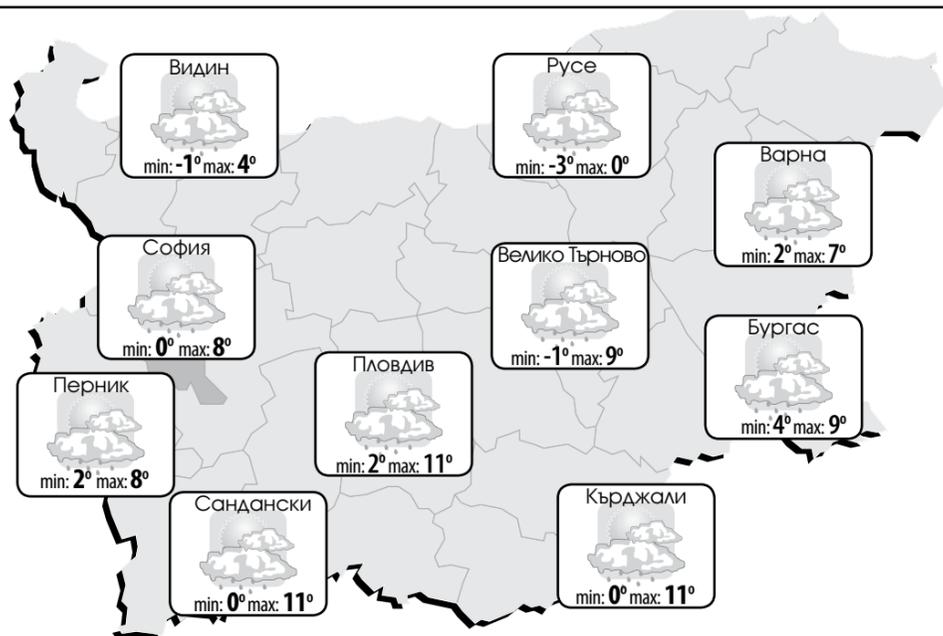 Видин
min: -1° max: 4°
Русе
min: -3° max: 0°
Варна
min: 2° max: 7°
София
min: 0° max: 8°
Велико Търново
min: -1° max: 9°
Бургас
min: 4° max: 9°
Пловдив
min: 2° max: 11°
Перник
min: 2° max: 8°
Сандански
min: 0° max: 11°
Кърджали
min: 0° max: 11°